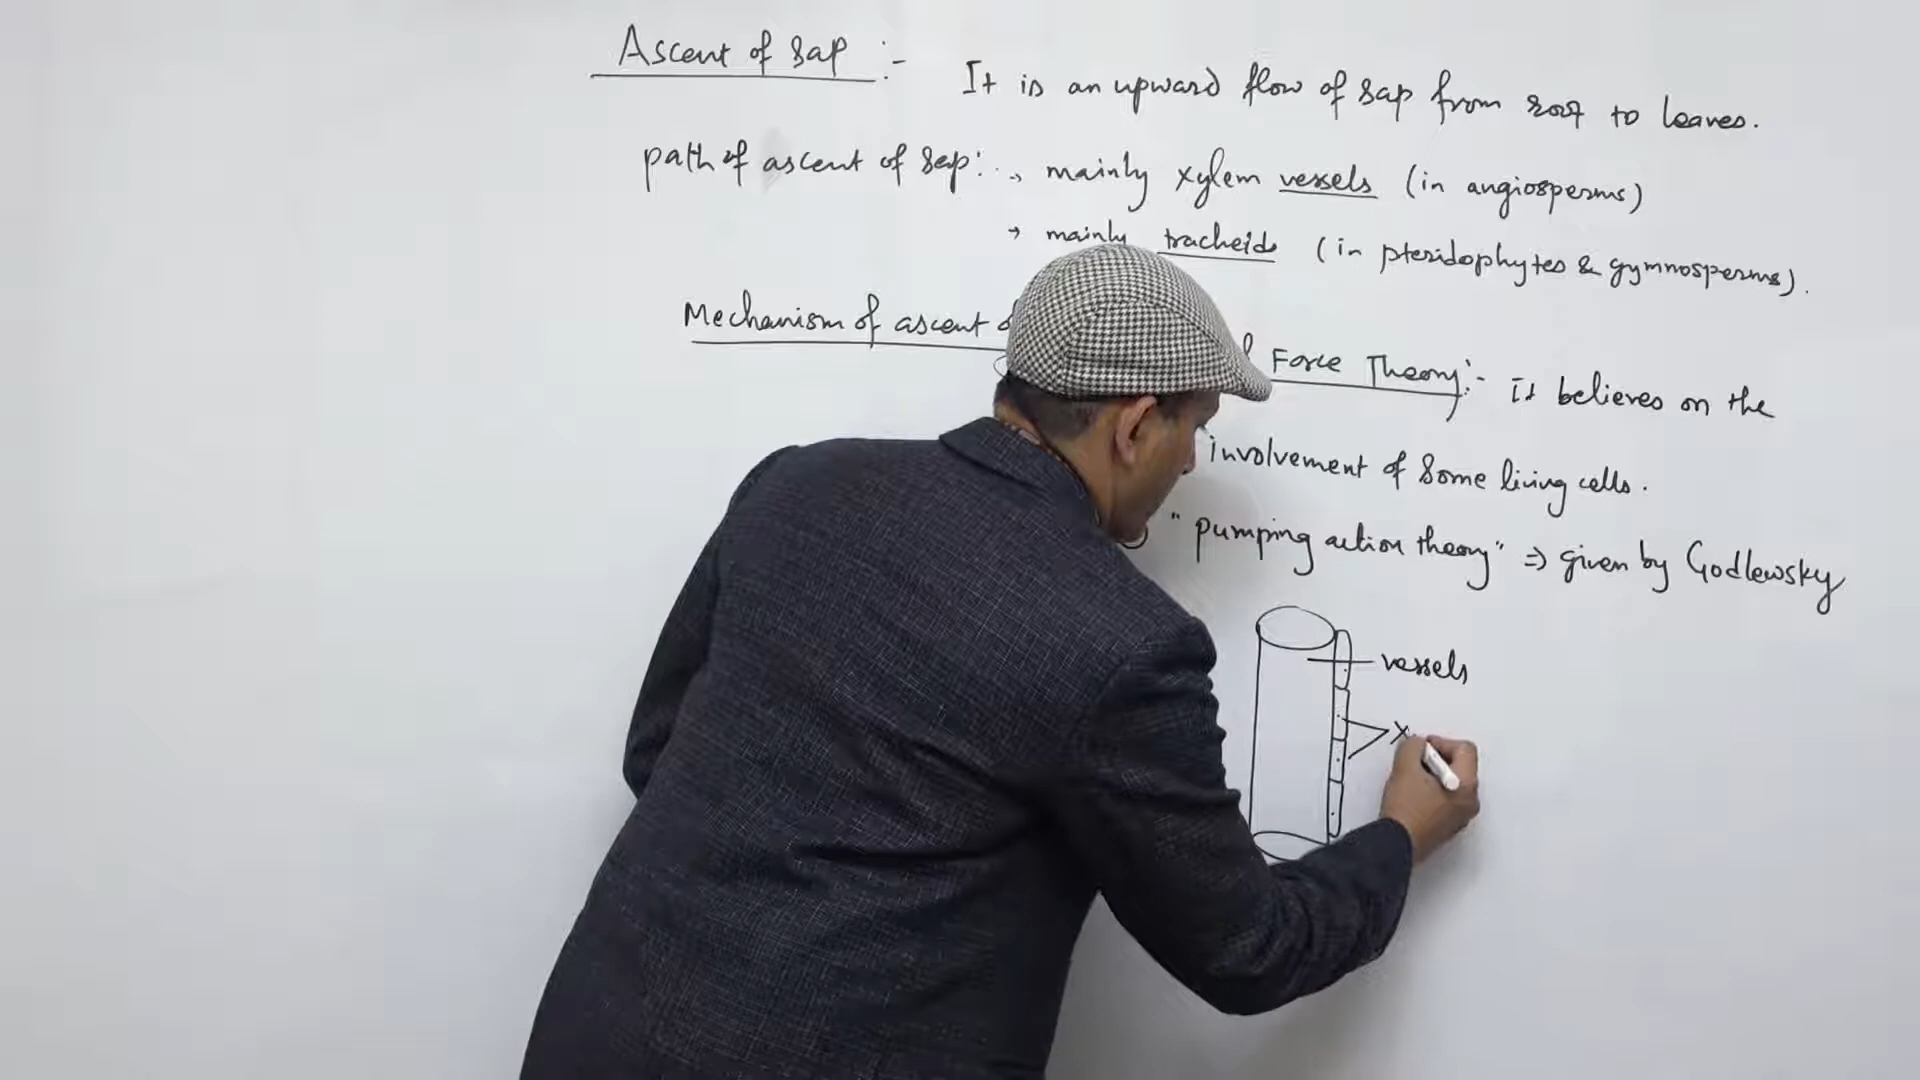 Ascent of Sap :-
It is an upward flow of sap from root to leaves.
path of ascent of sap: → mainly xylem vessels (in angiosperms)
→ mainly tracheids (in pteridophytes & gymnosperms).
Mechanism of ascent
Force Theory:- it believes on the
involvement of some living cells.
"pumping action theory" ⇒ given by Godlewsky
vessels
X